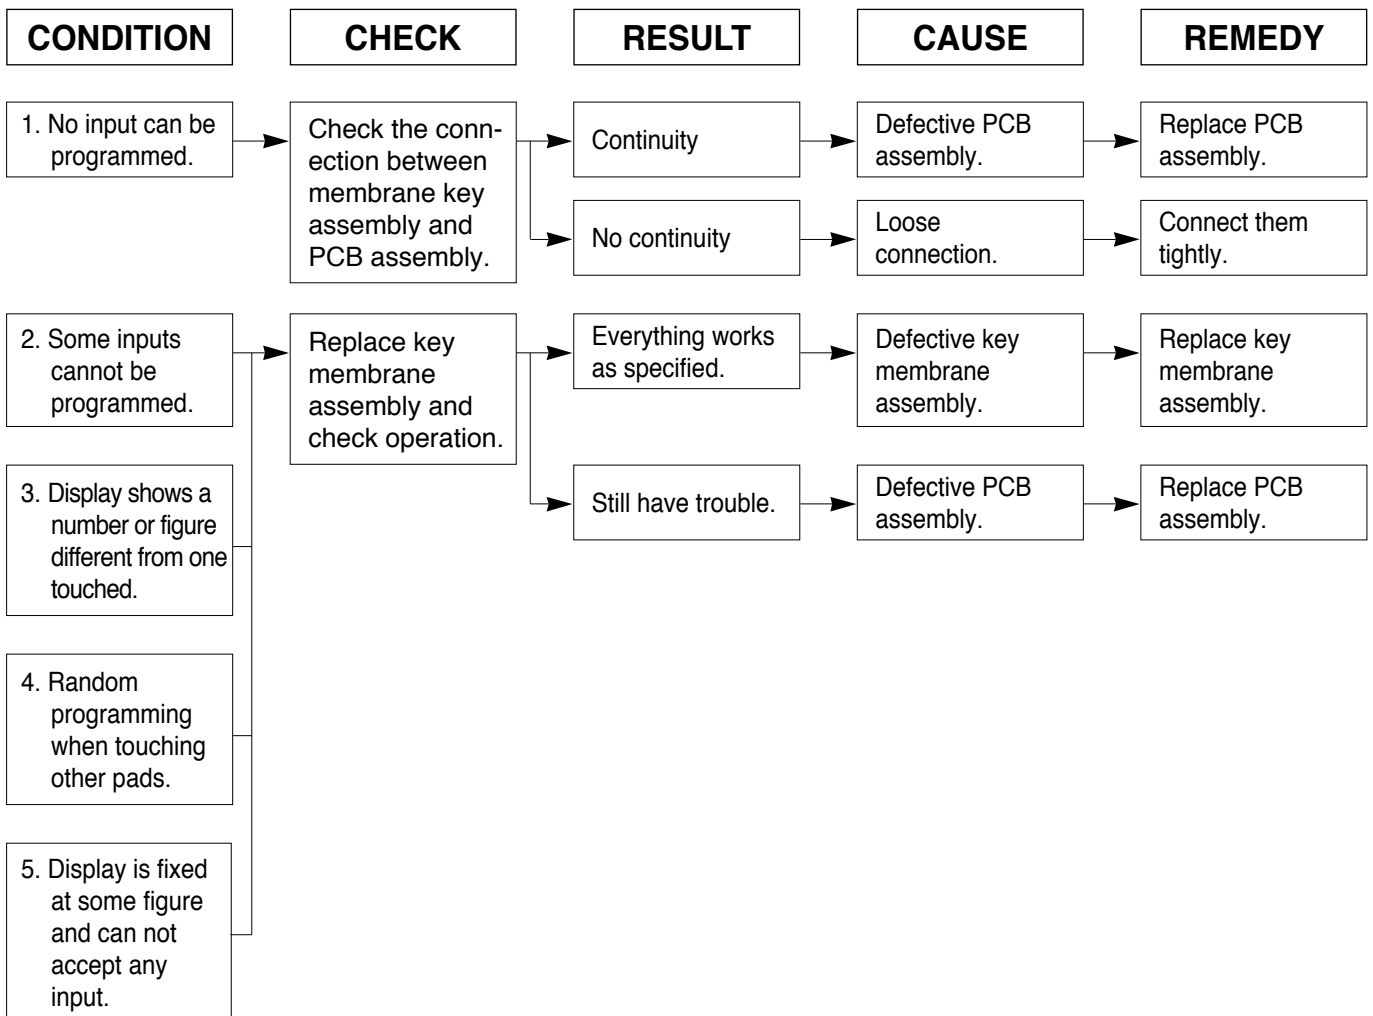 CONDITION
CHECK
RESULT
CAUSE
REMEDY
1. No input can be
programmed.
Check the conn-
ection between
membrane key
assembly and
PCB assembly.
Continuity
Defective PCB
assembly.
Replace PCB
assembly.
No continuity
Loose
connection.
Connect them
tightly.
2. Some inputs
cannot be
programmed.
Replace key
membrane
assembly and
check operation.
Everything works
as specified.
Defective key
membrane
assembly.
Replace key
membrane
assembly.
3. Display shows a
number or figure
different from one
touched.
Still have trouble.
Defective PCB
assembly.
Replace PCB
assembly.
4. Random
programming
when touching
other pads.
5. Display is fixed
at some figure
and can not
accept any
input.